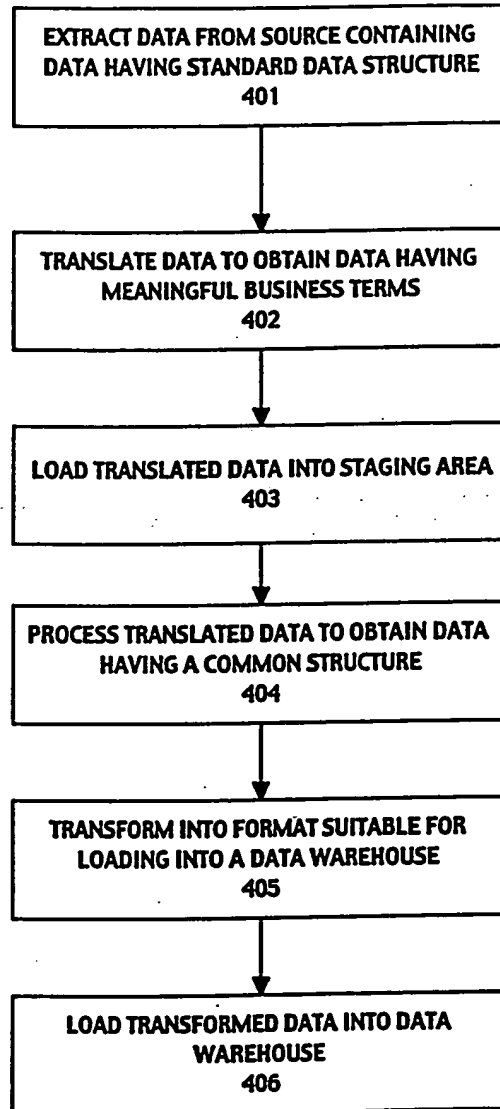 EXTRACT DATA FROM SOURCE CONTAINING
DATA HAVING STANDARD DATA STRUCTURE
401
TRANSLATE DATA TO OBTAIN DATA HAVING
MEANINGFUL BUSINESS TERMS
402
LOAD TRANSLATED DATA INTO STAGING AREA
403
PROCESS TRANSLATED DATA TO OBTAIN DATA
HAVING A COMMON STRUCTURE
404
TRANSFORM INTO FORMAT SUITABLE FOR
LOADING INTO A DATA WAREHOUSE
405
LOAD TRANSFORMED DATA INTO DATA
WAREHOUSE
406